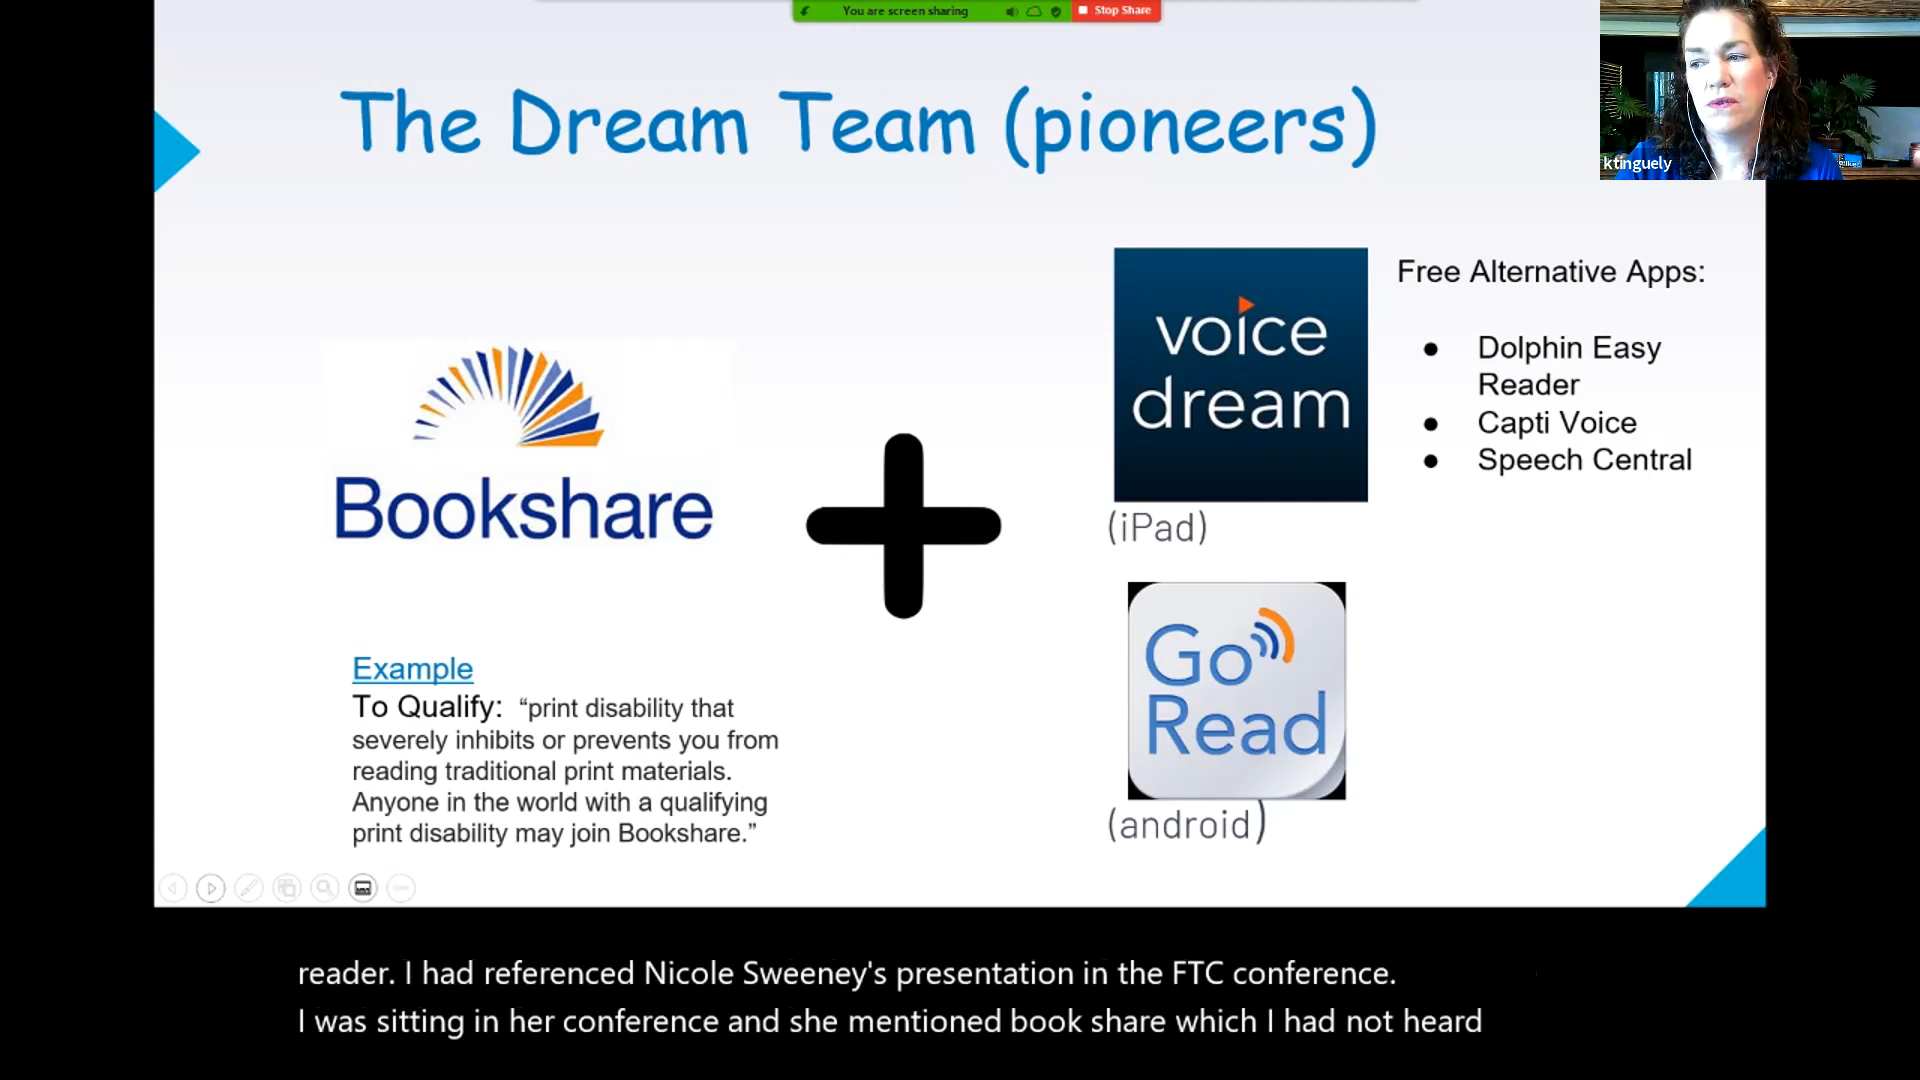 You are screen sharing
Stop Share
The Dream Team (pioneers)
ktinguely
Bookshare
voice
dream
(iPad)
Go
Read
(android)
Free Alternative Apps:
● Dolphin Easy
Reader
● Capti Voice
● Speech Central
Example
To Qualify: “print disability that
severely inhibits or prevents you from
reading traditional print materials.
Anyone in the world with a qualifying
print disability may join Bookshare.”
reader. I had referenced Nicole Sweeney's presentation in the FTC conference.
I was sitting in her conference and she mentioned book share which I had not heard